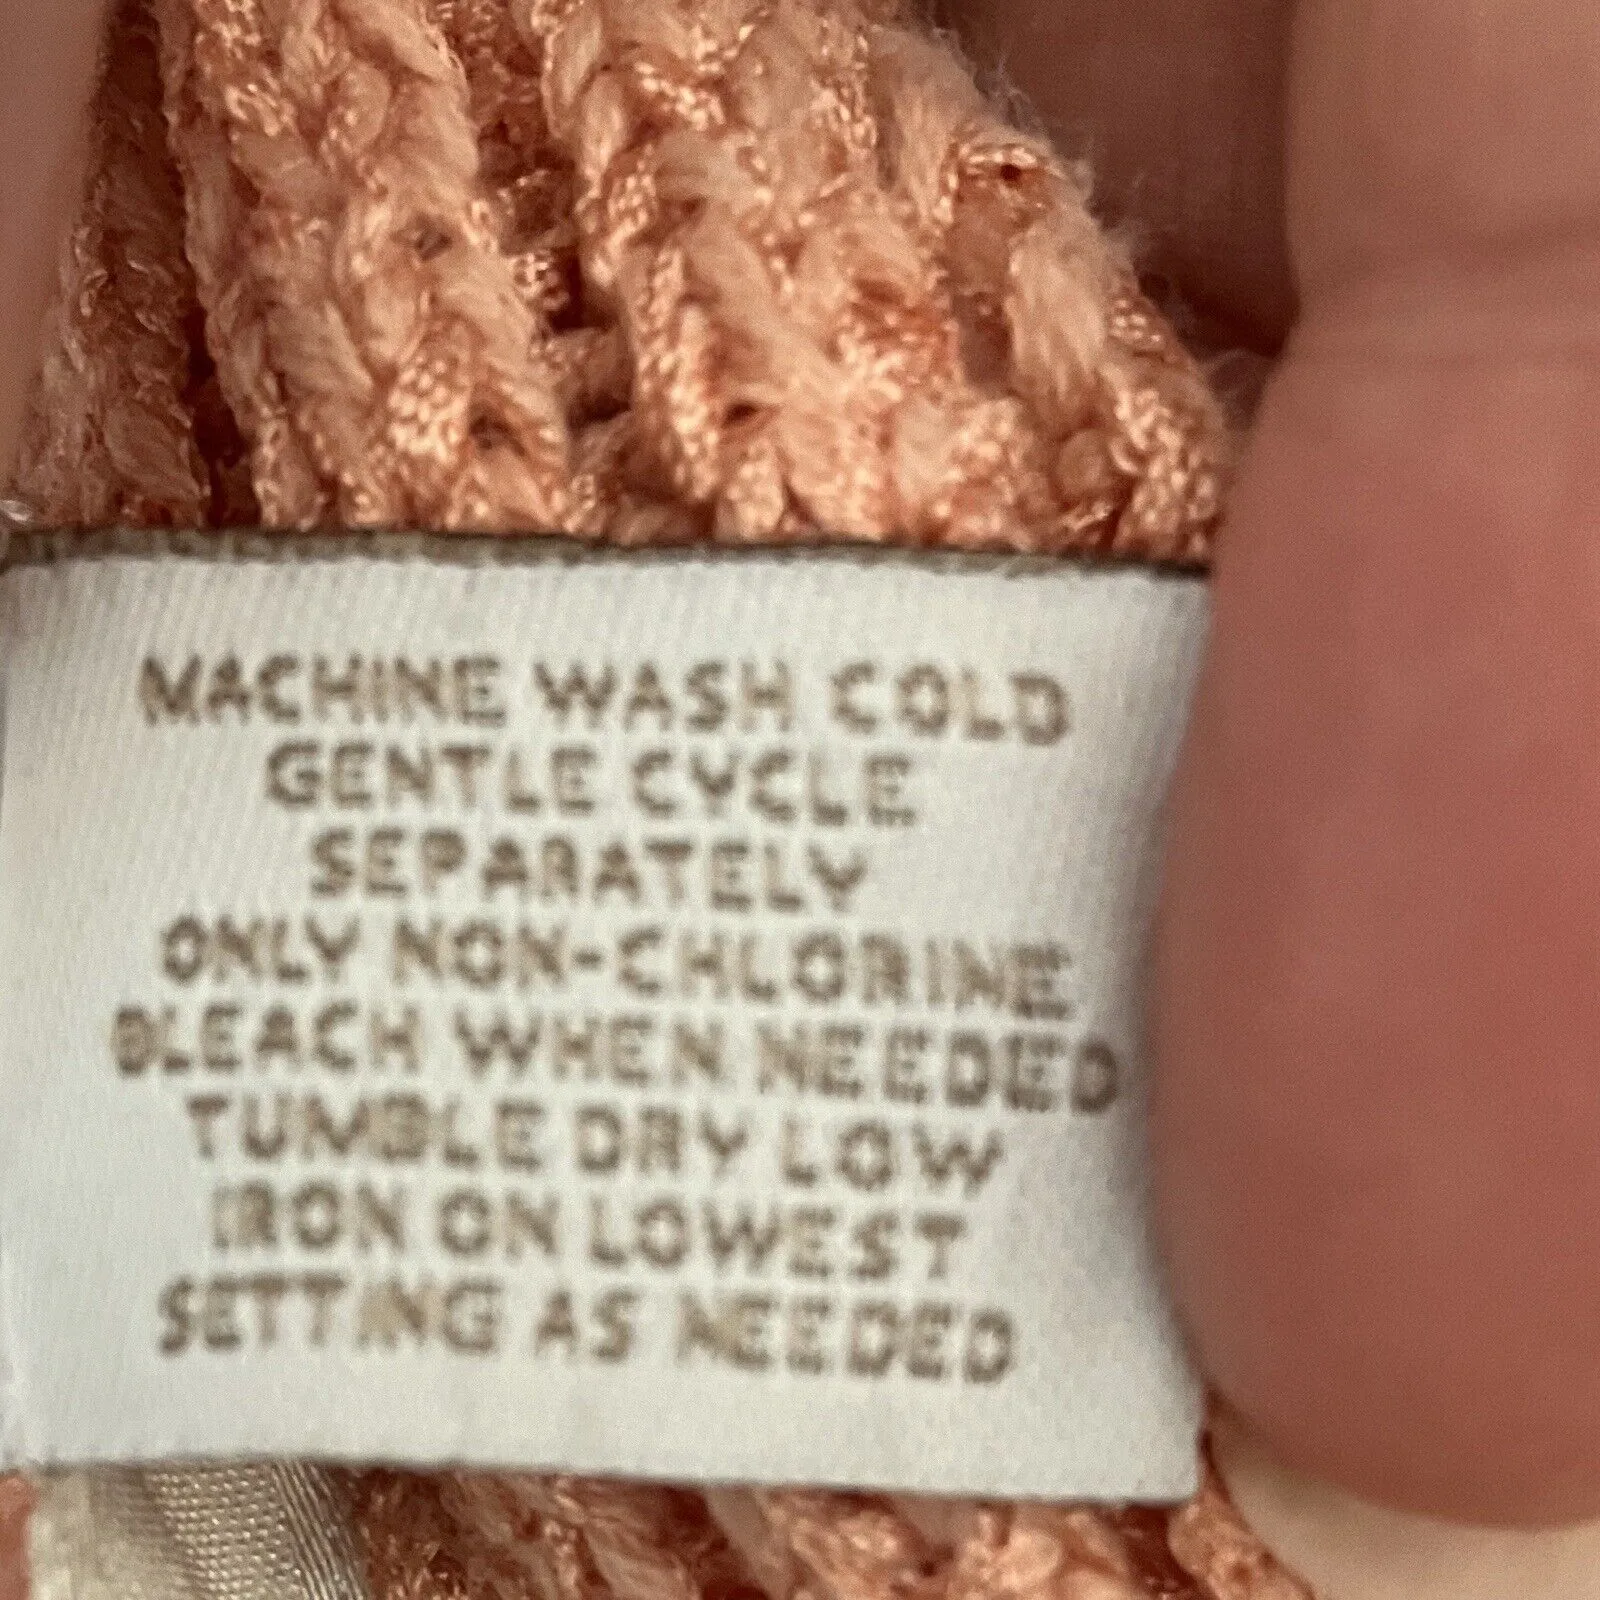 MACHINE WASH COLD
GENTLE CYCLE
SEPARATELY
ONLY NON-CHLORINE
BLEACH WHEN NEEDED
TUMBLE DRY LOW
IRON ON LOWEST
SETTING AS NEEDED